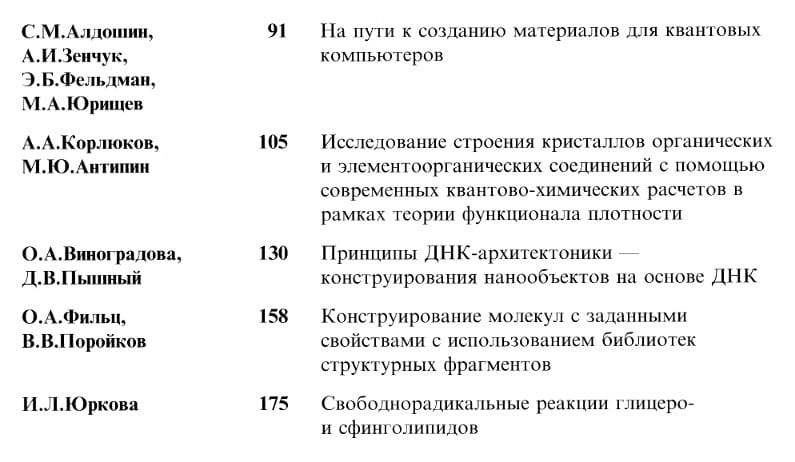 С.М.Алдошин, 91 На пути к созданию материалов для квантовых
А.И.Зенчук, компьютеров
Э.Б.Фельдман,
М.А.Юрищев
А.А.Корлюков, 105 Исследование строения кристаллов органических
М.Ю.Антипин и элементоорганических соединений с помощью
современных квантово-химических расчетов в
рамках теории функционала плотности
О.А.Виноградова, 130 Принципы ДНК-архитектоники —
Д.В.Пышный конструирования нанообъектов на основе ДНК
О.А.Фильц, 158 Конструирование молекул с заданными
В.В.Поройков свойствами с использованием библиотек
структурных фрагментов
И.Л.Юркова 175 Свободнорадикальные реакции глицеро-
и сфинголипидов